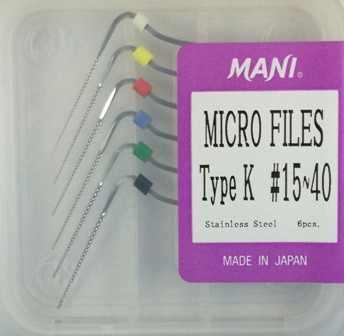 MANI®
MICRO FILES
Type K #15~40
Stainless Steel 6pcs.
MADE IN JAPAN